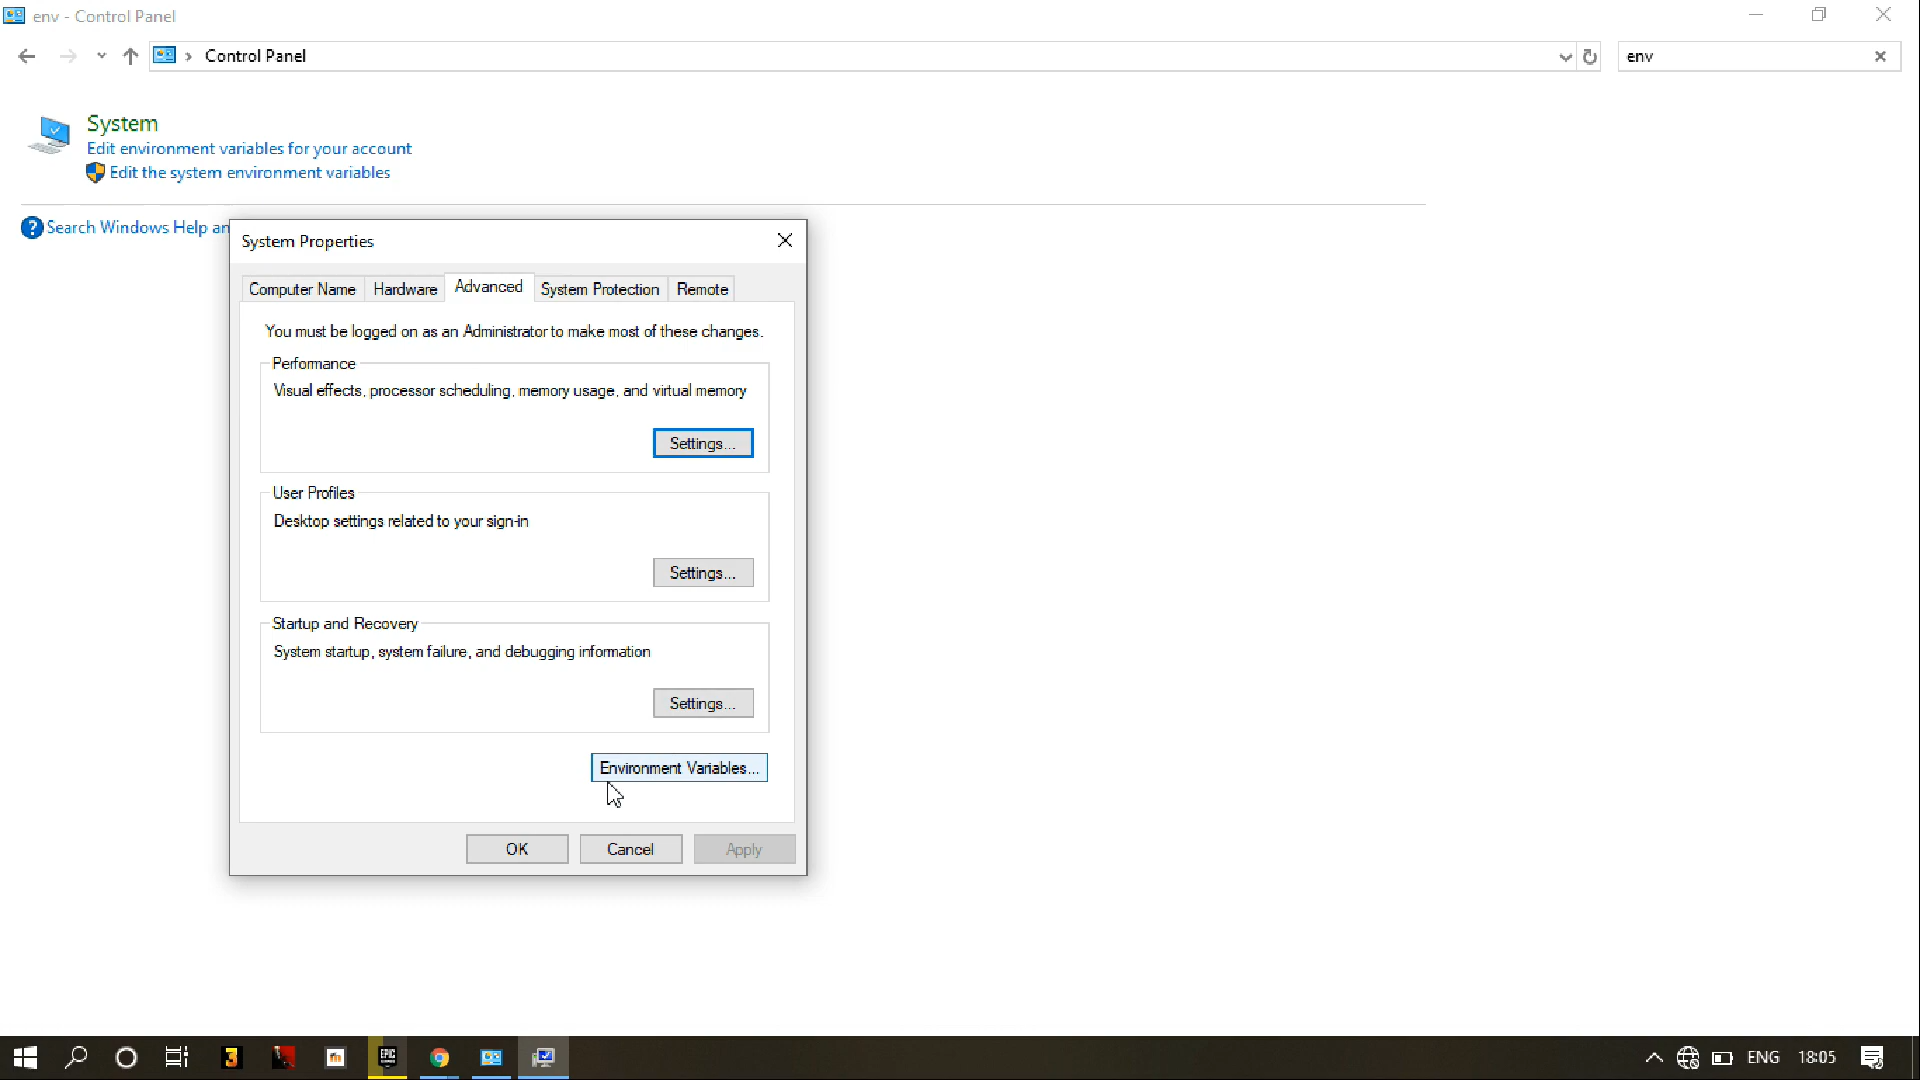 env - Control Panel
Control Panel
env
System
Edit environment variables for your account
Edit the system environment variables
? Search Windows Help an
System Properties
Computer Name Hardware Advanced System Protection Remote
You must be logged on as an Administrator to make most of these changes.
Performance
Visual effects, processor scheduling, memory usage, and virtual memory
Settings...
User Profiles
Desktop settings related to your sign-in
Settings...
Startup and Recovery
System startup, system failure, and debugging information
Settings...
Environment Variables...
OK Cancel Apply
3 EPIC ENG 18:05